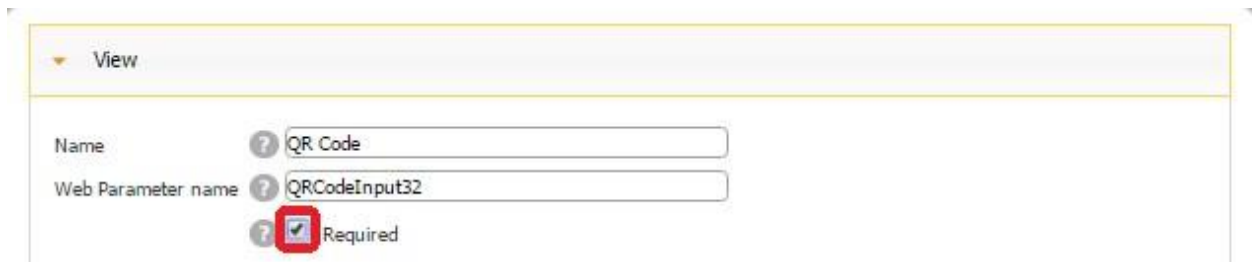 View
Name ? QR Code
Web Parameter name ? QRCodeInput32
? Required